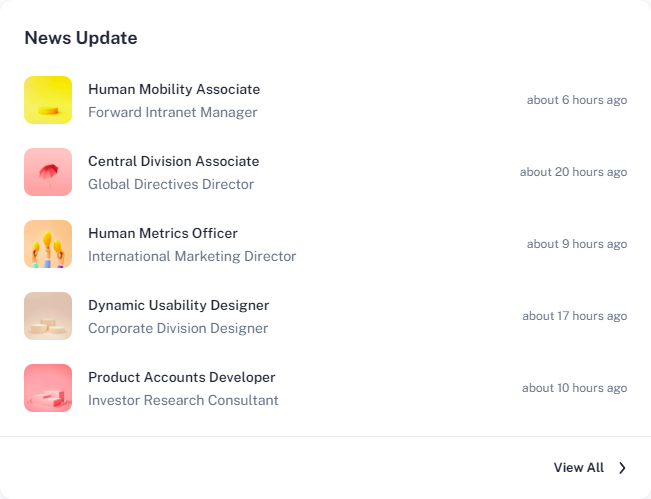 News Update
Human Mobility Associate
Forward Intranet Manager
about 6 hours ago
Central Division Associate
Global Directives Director
about 20 hours ago
Human Metrics Officer
International Marketing Director
about 9 hours ago
Dynamic Usability Designer
Corporate Division Designer
about 17 hours ago
Product Accounts Developer
Investor Research Consultant
about 10 hours ago
View All